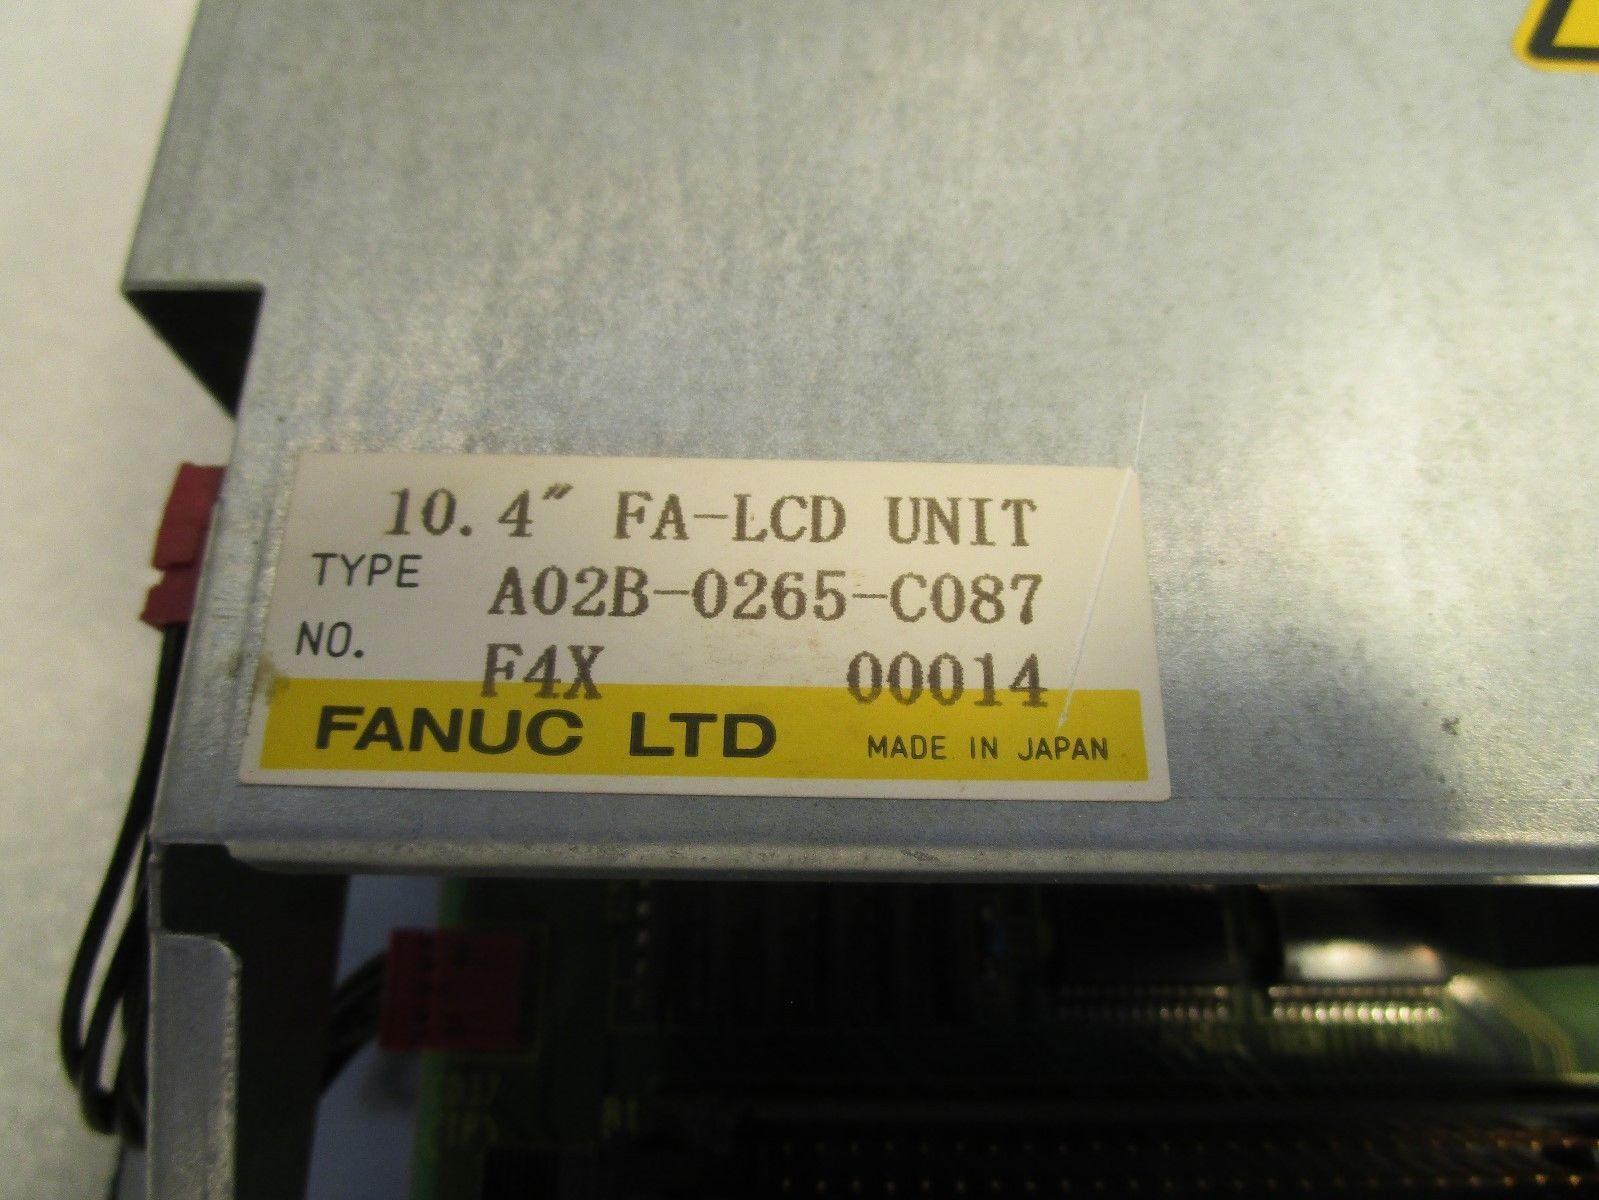 10.4" FA-LCD UNIT
TYPE A02B-0265-C087
NO. F4X 00014
FANUC LTD MADE IN JAPAN